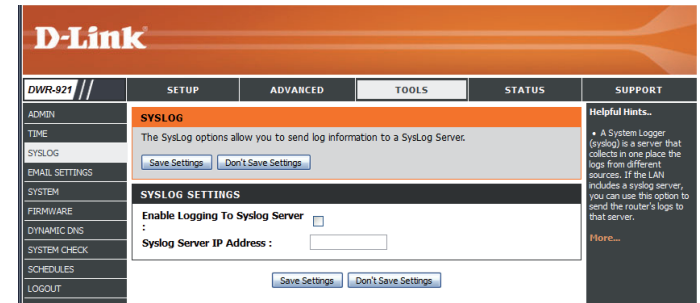 D-Link
DWR-921
SETUP
ADVANCED
TOOLS
STATUS
SUPPORT
ADMIN
TIME
SYSLOG
EMAIL SETTINGS
SYSTEM
FIRMWARE
DYNAMIC DNS
SYSTEM CHECK
SCHEDULES
LOGOUT
SYSLOG
The SysLog options allow you to send log information to a SysLog Server.
Save Settings Don't Save Settings
SYSLOG SETTINGS
Enable Logging To Syslog Server
:
Syslog Server IP Address :
Save Settings Don't Save Settings
Helpful Hints..
• A System Logger
(syslog) is a server that
collects in one place the
logs from different
sources. If the LAN
includes a syslog server,
you can use this option to
send the router's logs to
that server.
More...